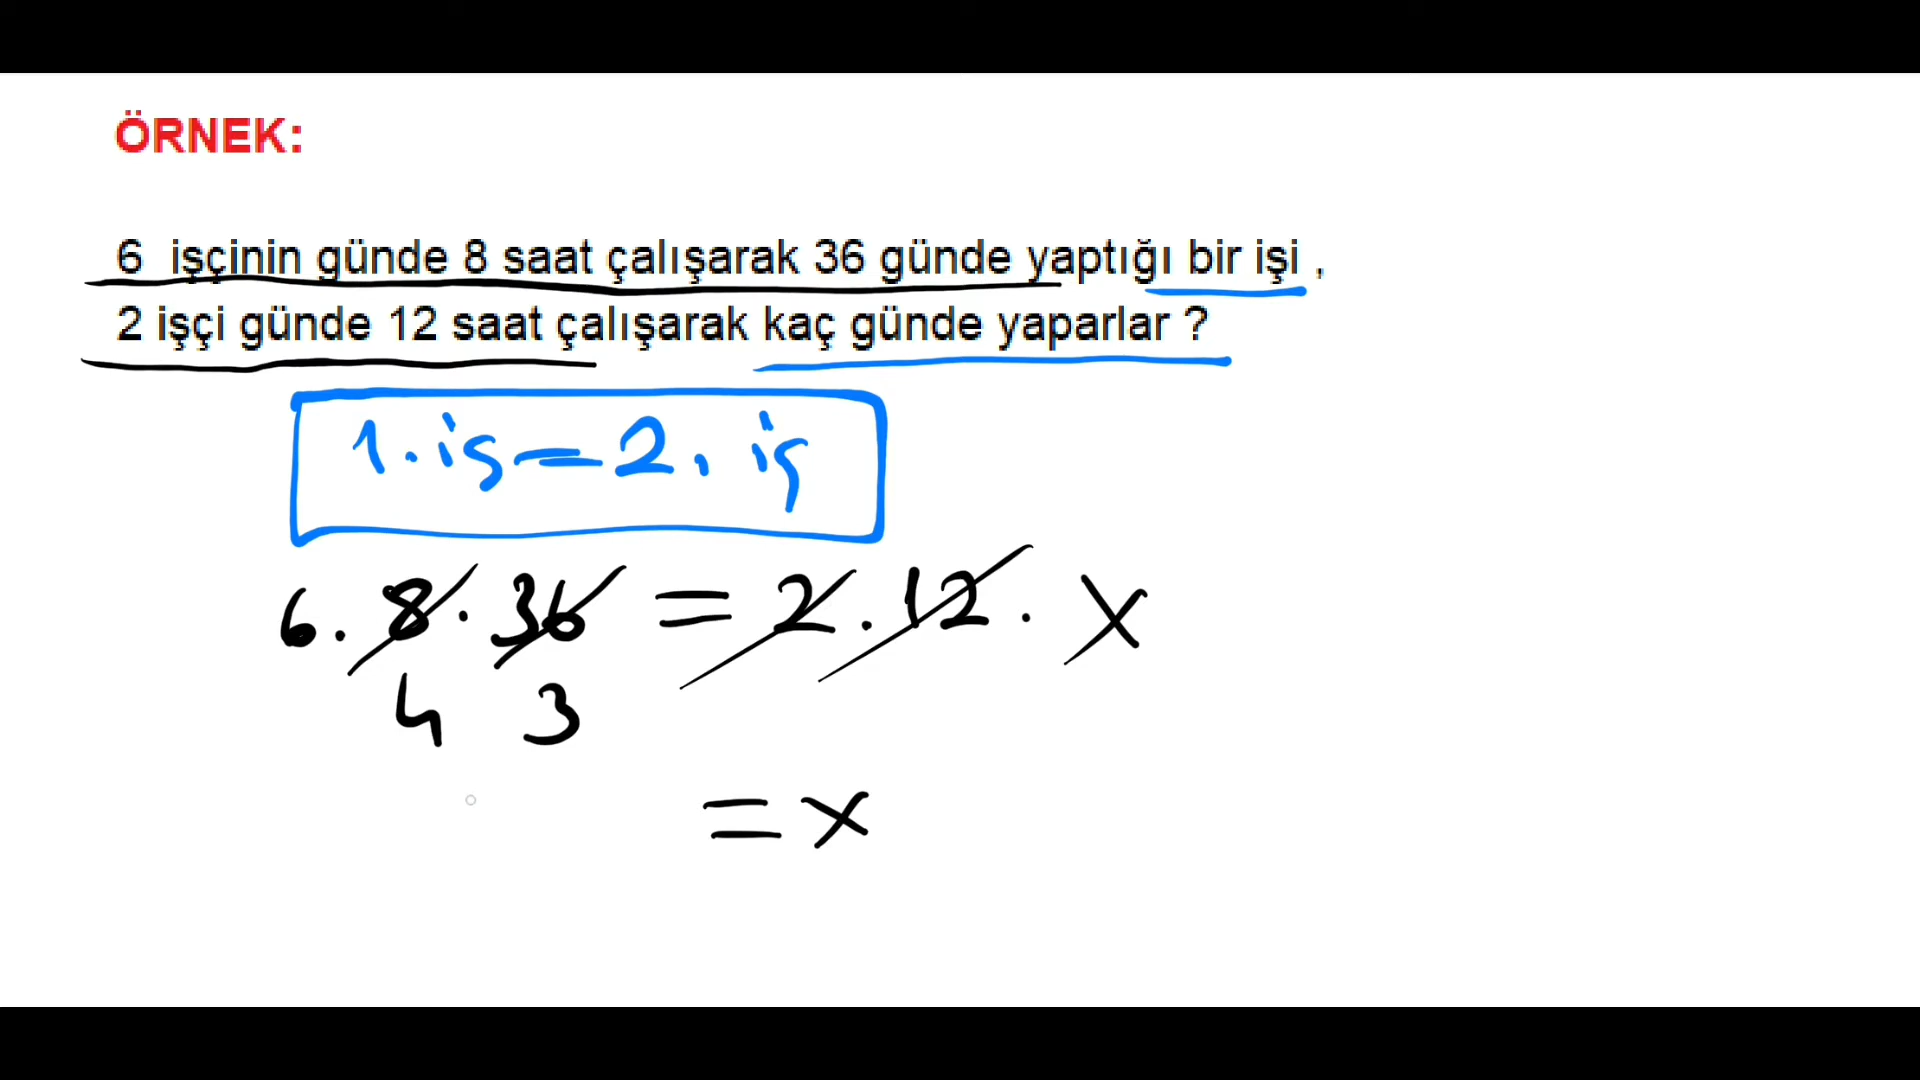 ÖRNEK:
6 işçinin günde 8 saat çalışarak 36 günde yaptığı bir işi ,
2 işçi günde 12 saat çalışarak kaç günde yaparlar ?
1. iş = 2. iş
6 . 8 . 36 = 2 . 12 . x
4 3
= x